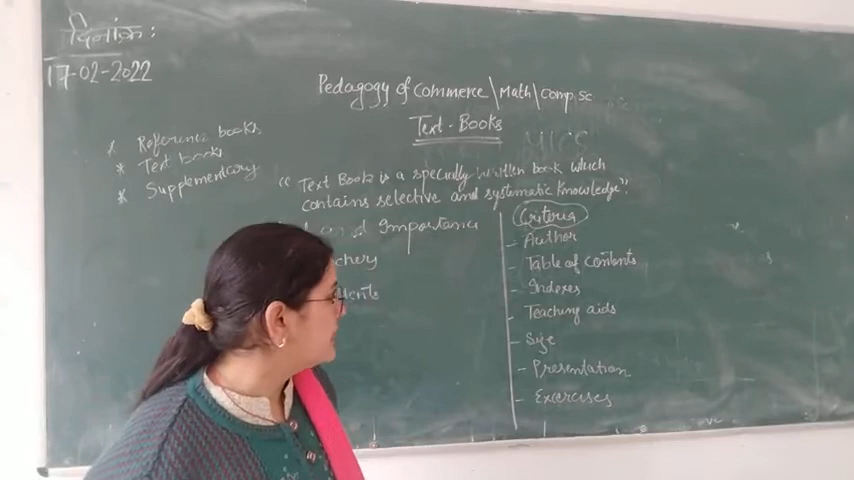 दिनांक:
17-02-2022
Pedagogy of Commerce\Math\Comp.sc
Text-Books
* Reference books
* Text books
* Supplementary
"Text Book is a specially written book which
contains selective and systematic knowledge".
and Importance
Criteria
- Author
- Table of Contents
- Indexes
- Teaching aids
- Size
- Presentation
- Exercises